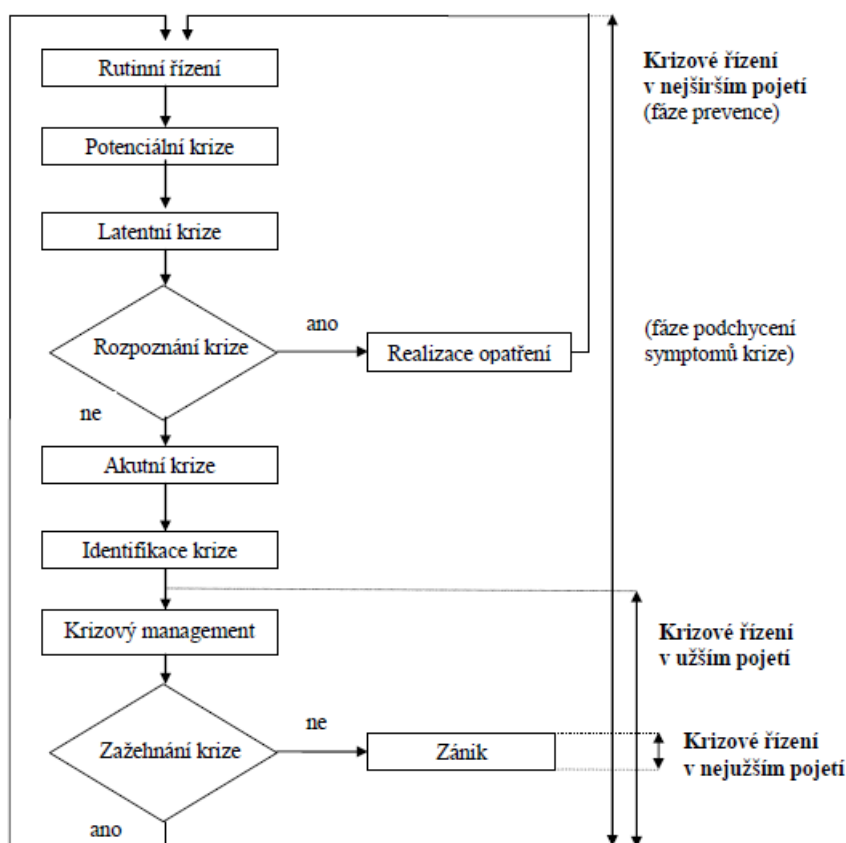 Rutinní řízení
Krizové řízení
v nejširším pojetí
(fáze prevence)
Potenciální krize
Latentní krize
Rozpoznání krize
ano
Realizace opatření
(fáze podchycení
symptomů krize)
ne
Akutní krize
Identifikace krize
Krizový management
Krizové řízení
v užším pojetí
Zažehnání krize
ne
Zánik
Krizové řízení
v nejužším pojetí
ano